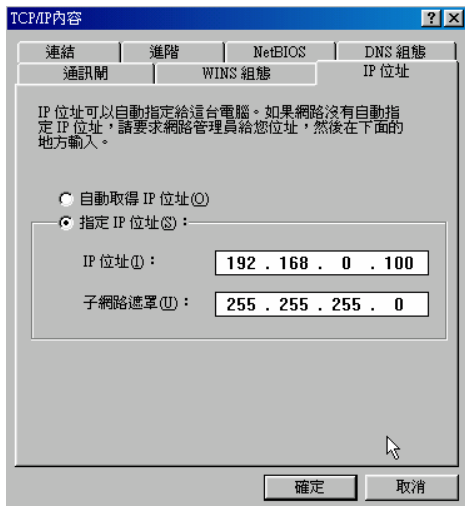 TCP/IP內容
連結 進階 NetBIOS DNS 組態
通訊閘 WINS 組態 IP 位址
IP 位址可以自動指定給這台電腦。如果網路沒有自動指
定 IP 位址，請要求網路管理員給您位址，然後在下面的
地方輸入。
自動取得 IP 位址(O)
指定 IP 位址(S)：
IP 位址(I)： 192 . 168 . 0 . 100
子網路遮罩(U)： 255 . 255 . 255 . 0
確定 取消